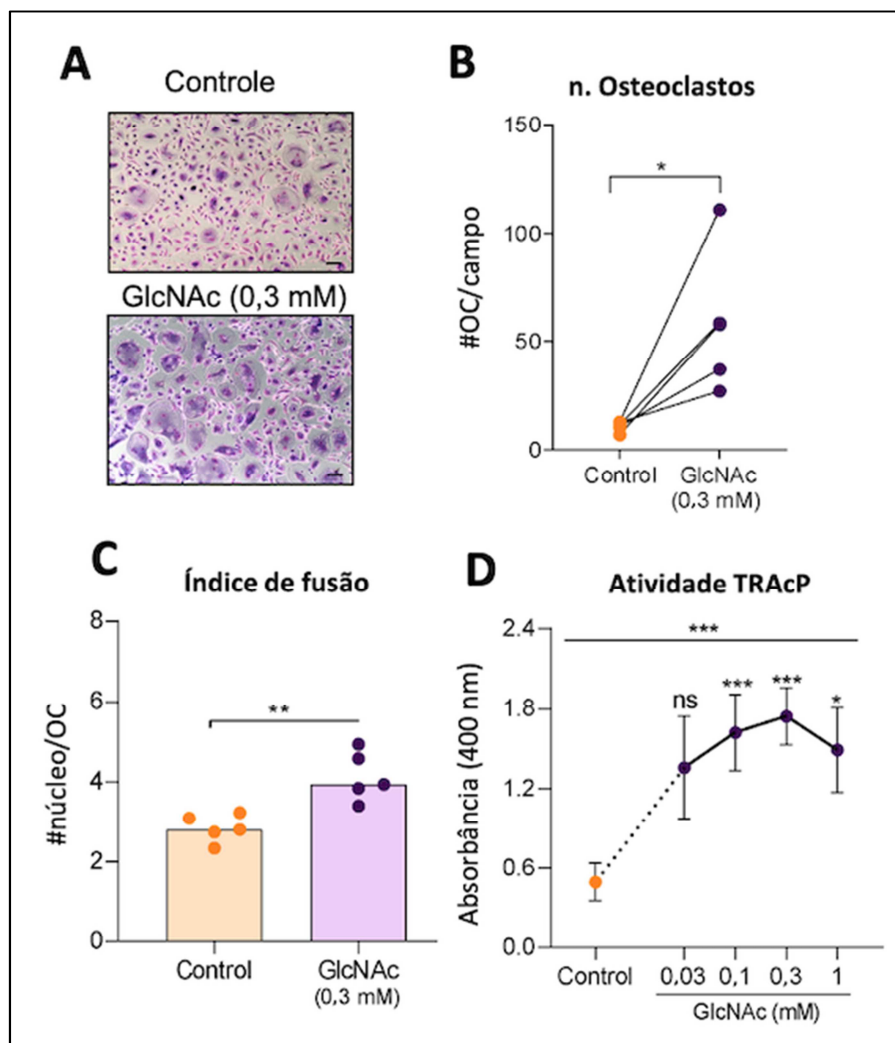 A
Controle
GlcNAc (0,3 mM)
B
n. Osteoclastos
#OC/campo
150
100
50
0
*
Control
GlcNAc
(0,3 mM)
C
Índice de fusão
#núcleo/OC
8
6
4
2
0
**
Control
GlcNAc
(0,3 mM)
D
Atividade TRAcP
Absorbância (400 nm)
2.4
1.8
1.2
0.6
0.0
***
ns
***
***
*
Control
0,03 0,1 0,3 1
GlcNAc (mM)